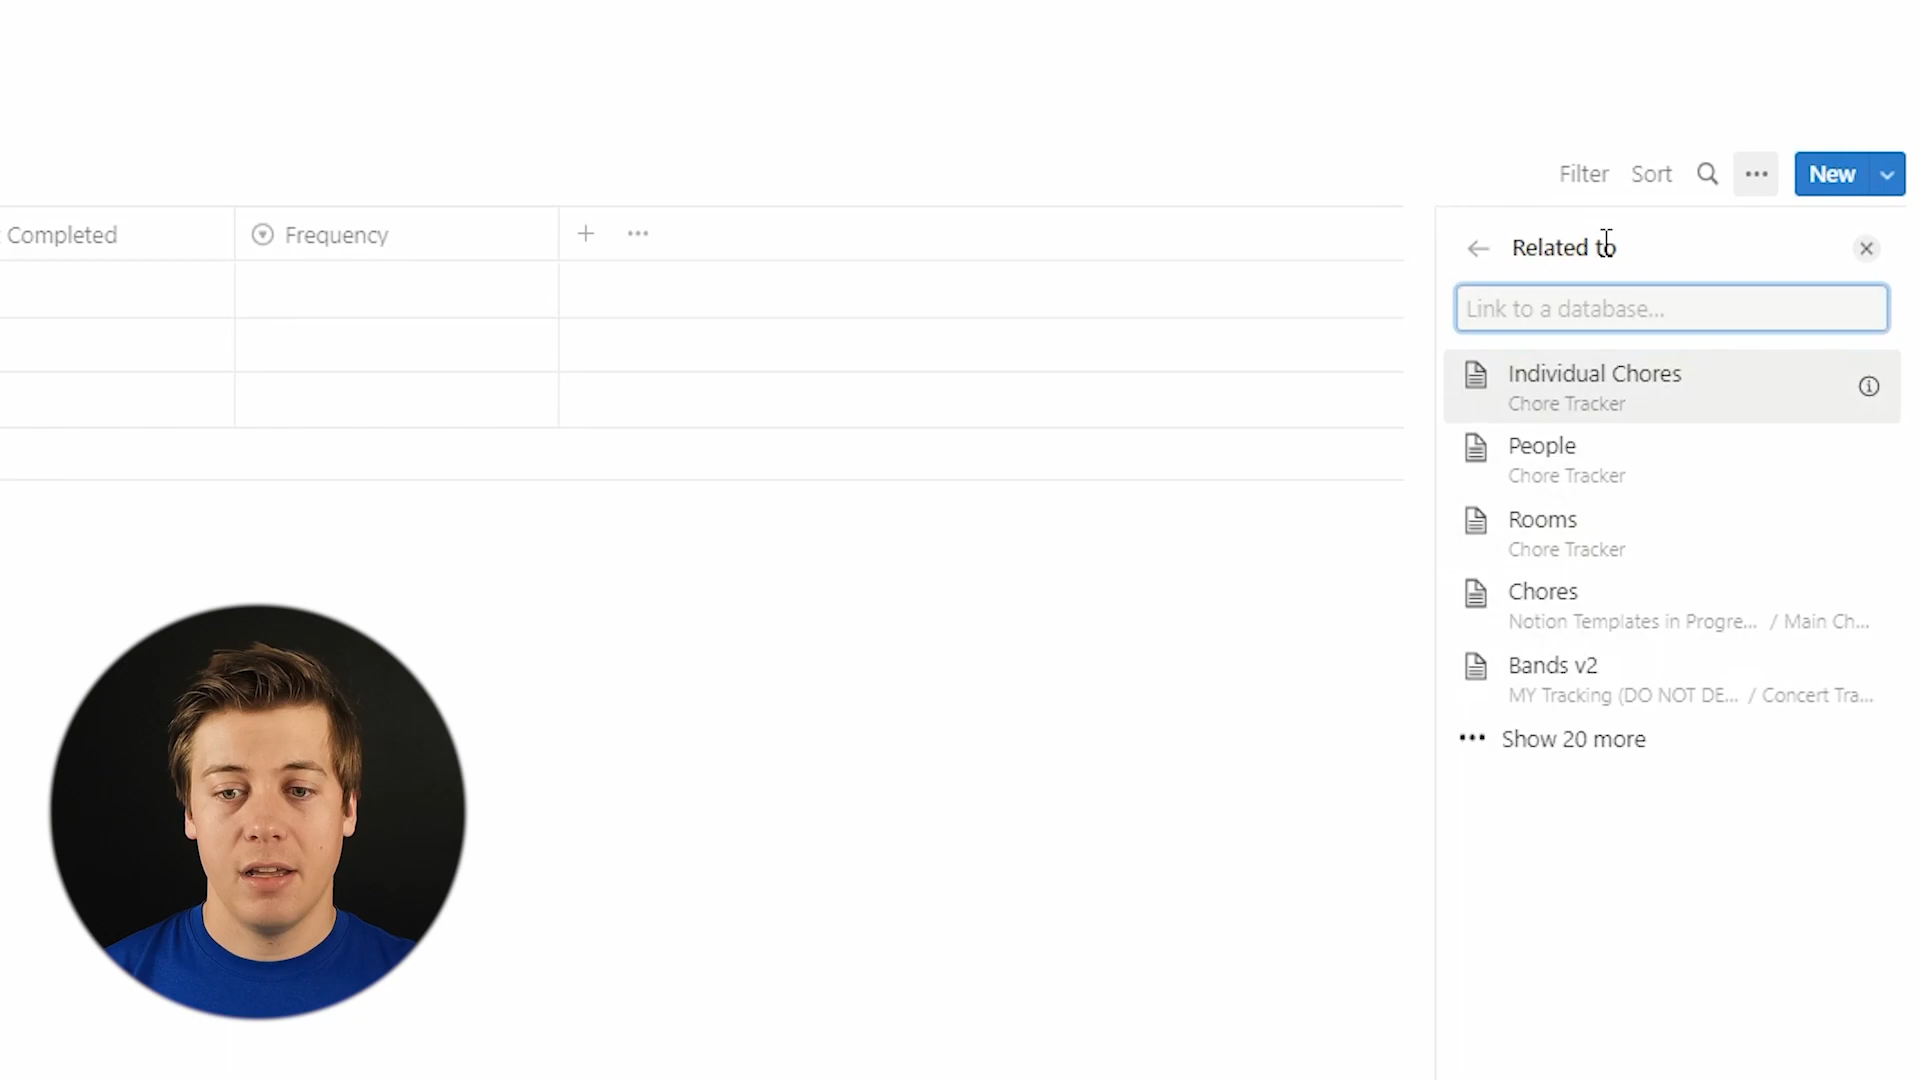 Filter Sort New
Completed Frequency
Related to
Link to a database...
Individual Chores
Chore Tracker
People
Chore Tracker
Rooms
Chore Tracker
Chores
Notion Templates in Progre... / Main Ch...
Bands v2
MY Tracking (DO NOT DE... / Concert Tra...
Show 20 more